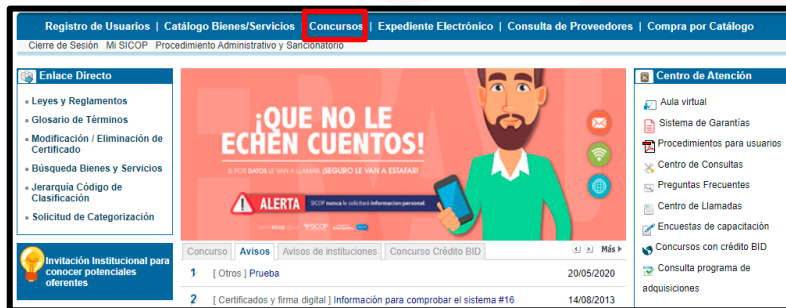 Registro de Usuarios | Catálogo Bienes/Servicios | Concursos | Expediente Electrónico | Consulta de Proveedores | Compra por Catálogo
Cierre de Sesión Mi SICOP Procedimiento Administrativo y Sancionatorio
Enlace Directo
Leyes y Reglamentos
Glosario de Términos
Modificación / Eliminación de
Certificado
Búsqueda Bienes y Servicios
Jerarquía Código de
Clasificación
Solicitud de Categorización
Invitación Institucional para
conocer potenciales
oferentes
¡QUE NO LE
ECHEN CUENTOS!
SI POR DATOS LE VAN A LLAMAR, ¡SEGURO LE VAN A ESTAFAR!
ALERTA SICOP nunca le solicitará informacion personal.
SICOP
Concurso Avisos Avisos de instituciones Concurso Crédito BID Más
1 [ Otros ] Prueba 20/05/2020
2 [ Certificados y firma digital ] Información para comprobar el sistema #16 14/08/2013
Centro de Atención
Aula virtual
Sistema de Garantías
Procedimientos para usuarios
Centro de Consultas
Preguntas Frecuentes
Centro de Llamadas
Encuestas de capacitación
Concursos con crédito BID
Consulta programa de
adquisiciones